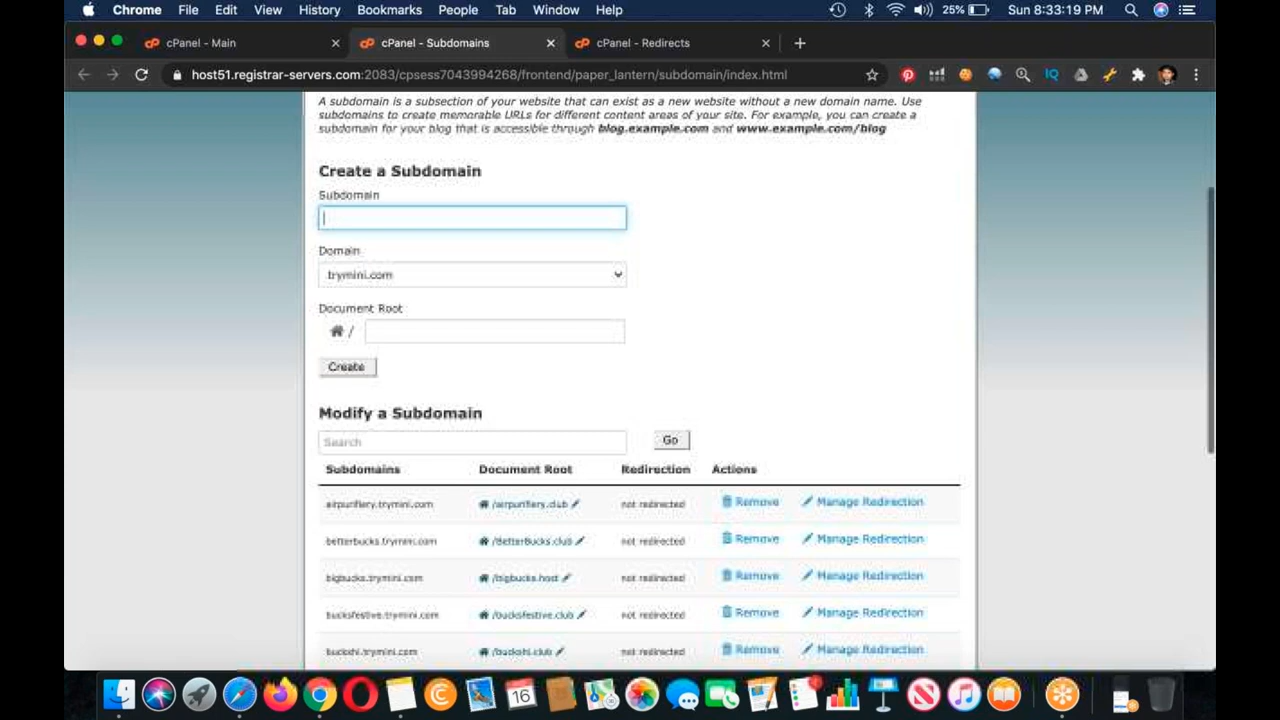 Chrome File Edit View History Bookmarks People Tab Window Help 25% Sun 8:33:19 PM
cPanel - Main cPanel - Subdomains cPanel - Redirects
host51.registrar-servers.com:2083/cpsess7043994268/frontend/paper_lantern/subdomain/index.html
A subdomain is a subsection of your website that can exist as a new website without a new domain name. Use
subdomains to create memorable URLs for different content areas of your site. For example, you can create a
subdomain for your blog that is accessible through blog.example.com and www.example.com/blog
Create a Subdomain
Subdomain
Domain
trymini.com
Document Root
/
Create
Modify a Subdomain
Search Go
Subdomains Document Root Redirection Actions
airpurifiery.trymini.com /airpurifiery.club not redirected Remove Manage Redirection
betterbucks.trymini.com /BetterBucks.club not redirected Remove Manage Redirection
bigbucks.trymini.com /bigbucks.host not redirected Remove Manage Redirection
bucksfestive.trymini.com /bucksfestive.club not redirected Remove Manage Redirection
buckshi.trymini.com /buckshi.club not redirected Remove Manage Redirection
16